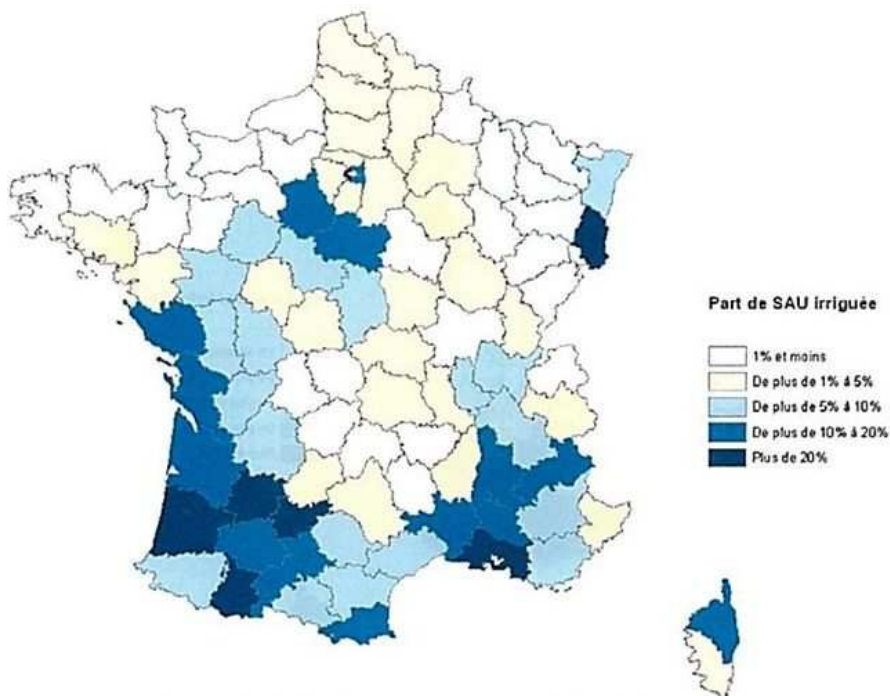 Part de SAU irriguée
1% et moins
De plus de 1% à 5%
De plus de 5% à 10%
De plus de 10% à 20%
Plus de 20%